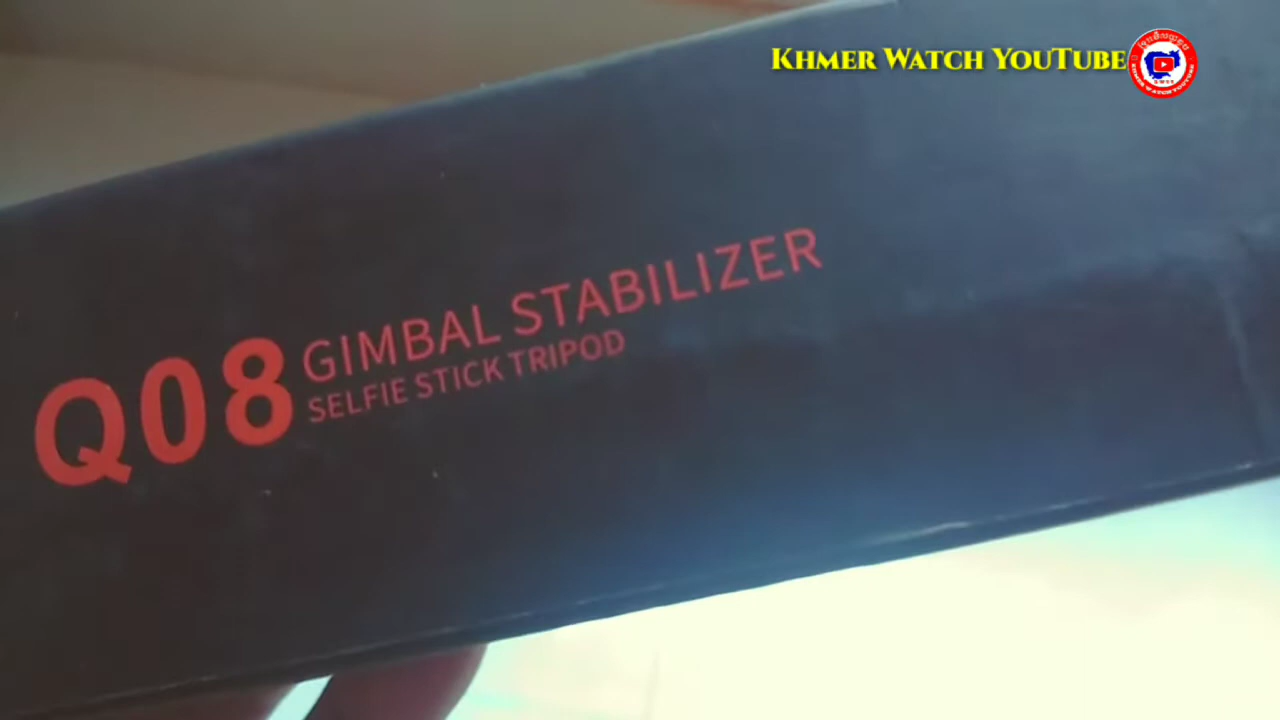 KHMER WATCH YOUTUBE
Q08 GIMBAL STABILIZER
SELFIE STICK TRIPOD